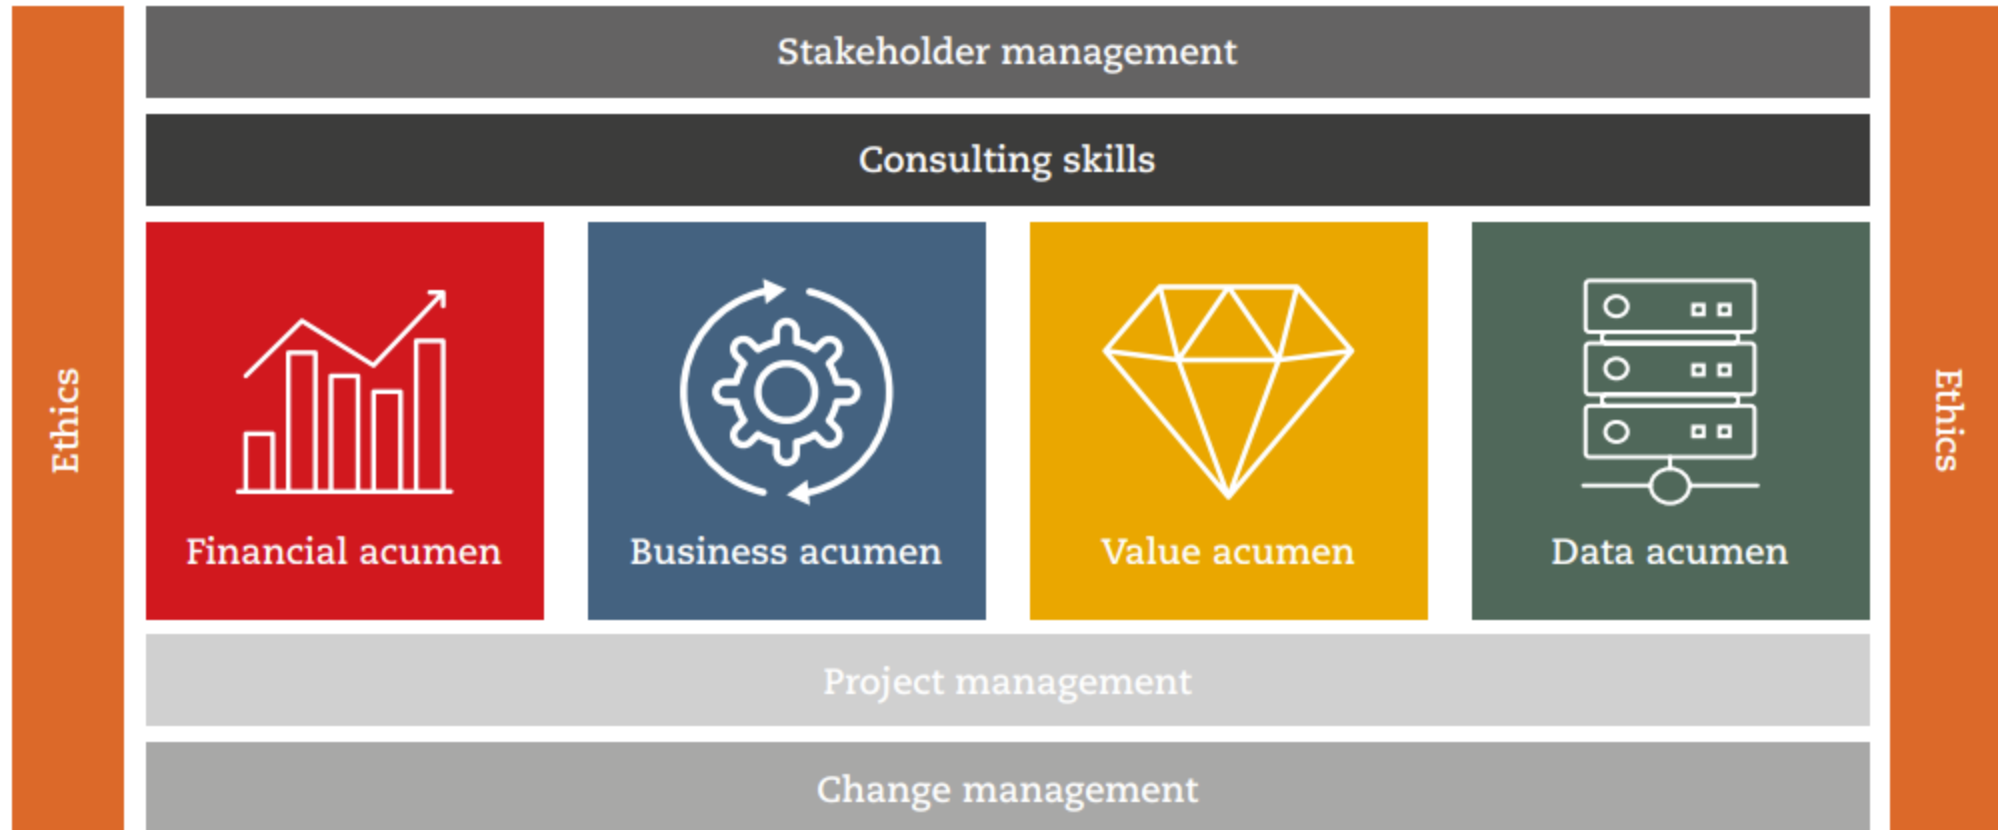 Stakeholder management
Consulting skills
Ethics
Financial acumen
Business acumen
Value acumen
Data acumen
Ethics
Project management
Change management